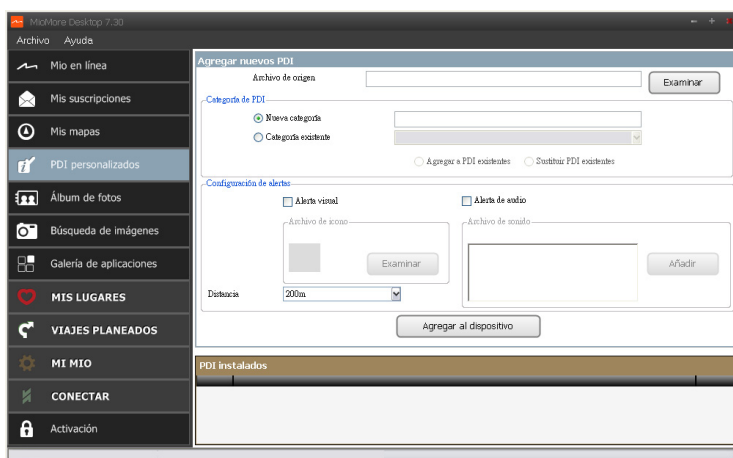 MioMore Desktop 7.30
Archivo Ayuda
Mio en línea
Mis suscripciones
Mis mapas
PDI personalizados
Álbum de fotos
Búsqueda de imágenes
Galería de aplicaciones
MIS LUGARES
VIAJES PLANEADOS
MI MIO
CONECTAR
Activación
Agregar nuevos PDI
Archivo de origen
Examinar
Categoría de PDI
Nueva categoría
Categoría existente
Agregar a PDI existentes Sustituir PDI existentes
Configuración de alertas
Alerta visual Alerta de audio
Archivo de icono Archivo de sonido
Examinar Añadir
Distancia 200m
Agregar al dispositivo
PDI instalados